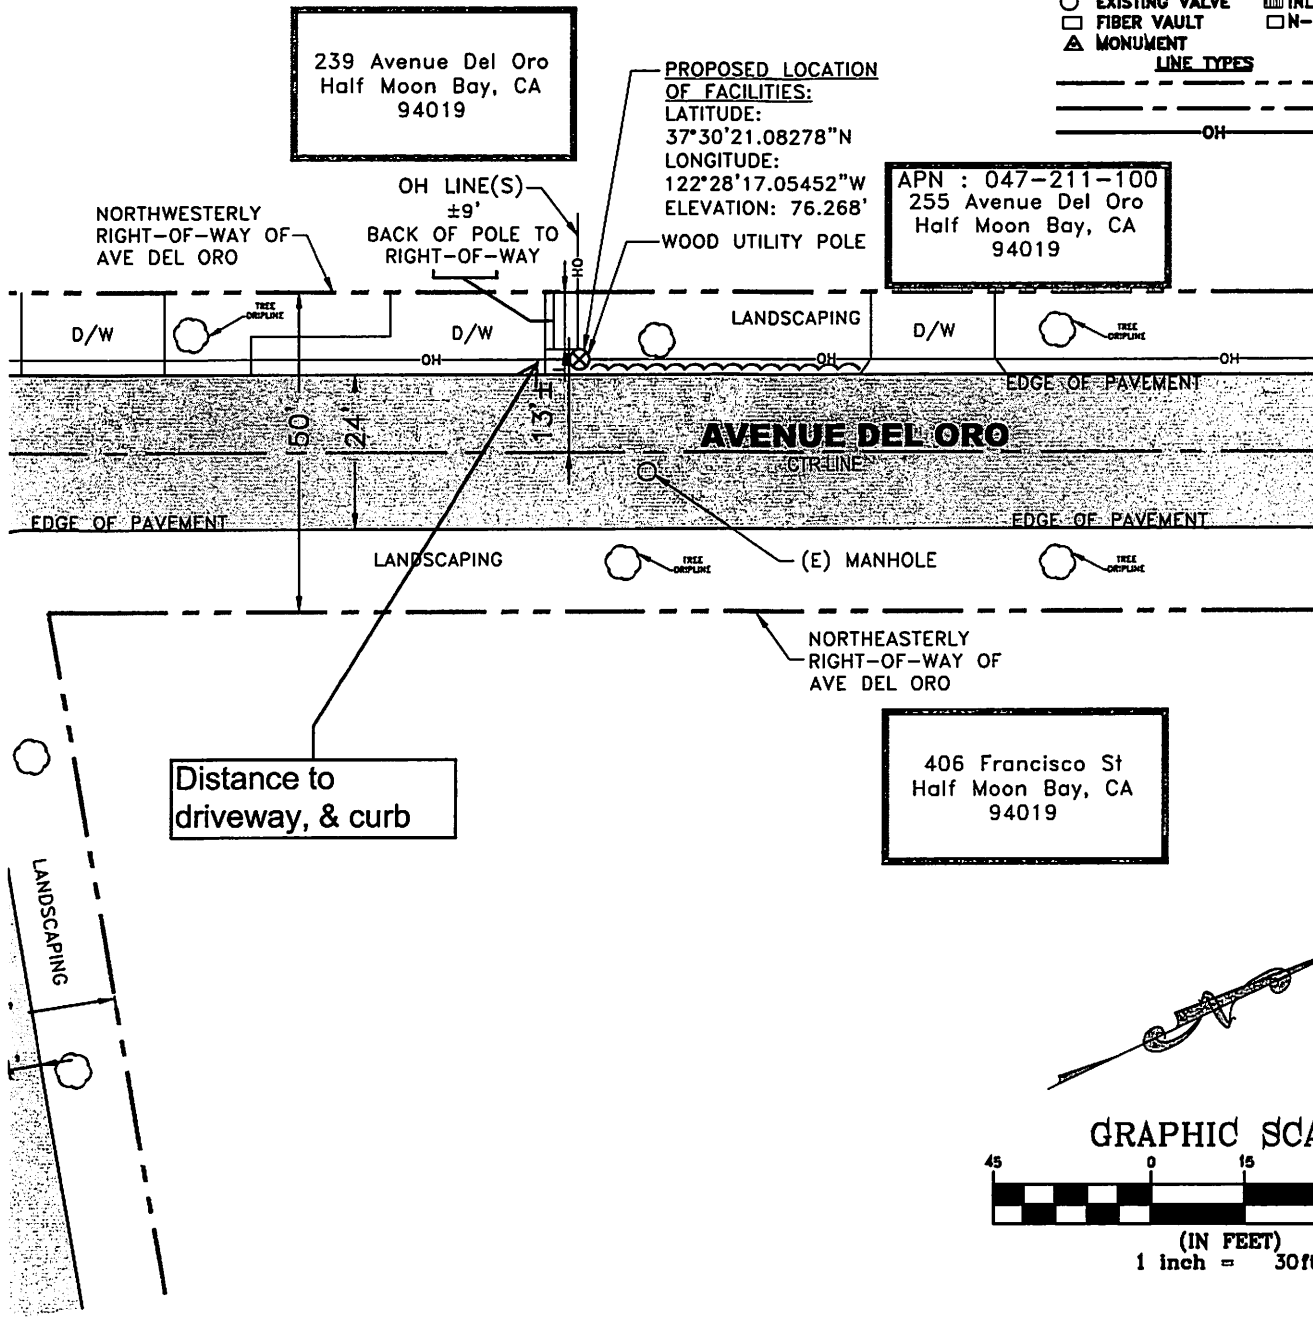 EXISTING VALVE
FIBER VAULT
N-
MONUMENT
LINE TYPES
OH
239 Avenue Del Oro
Half Moon Bay, CA
94019
PROPOSED LOCATION
OF FACILITIES:
LATITUDE:
37°30'21.08278"N
LONGITUDE:
122°28'17.05452"W
ELEVATION: 76.268'
WOOD UTILITY POLE
APN : 047-211-100
255 Avenue Del Oro
Half Moon Bay, CA
94019
OH LINE(S)
±9'
BACK OF POLE TO
RIGHT-OF-WAY
NORTHWESTERLY
RIGHT-OF-WAY OF
AVE DEL ORO
OH
D/W
TREE
DRIPLINE
D/W
LANDSCAPING
D/W
TREE
DRIPLINE
OH
OH
OH
EDGE OF PAVEMENT
50'
24'
13'±
AVENUE DEL ORO
CTR LINE
EDGE OF PAVEMENT
EDGE OF PAVEMENT
LANDSCAPING
TREE
DRIPLINE
(E) MANHOLE
TREE
DRIPLINE
NORTHEASTERLY
RIGHT-OF-WAY OF
AVE DEL ORO
Distance to
driveway, & curb
406 Francisco St
Half Moon Bay, CA
94019
LANDSCAPING
GRAPHIC SCA
45 0 15
(IN FEET)
1 inch = 30ft